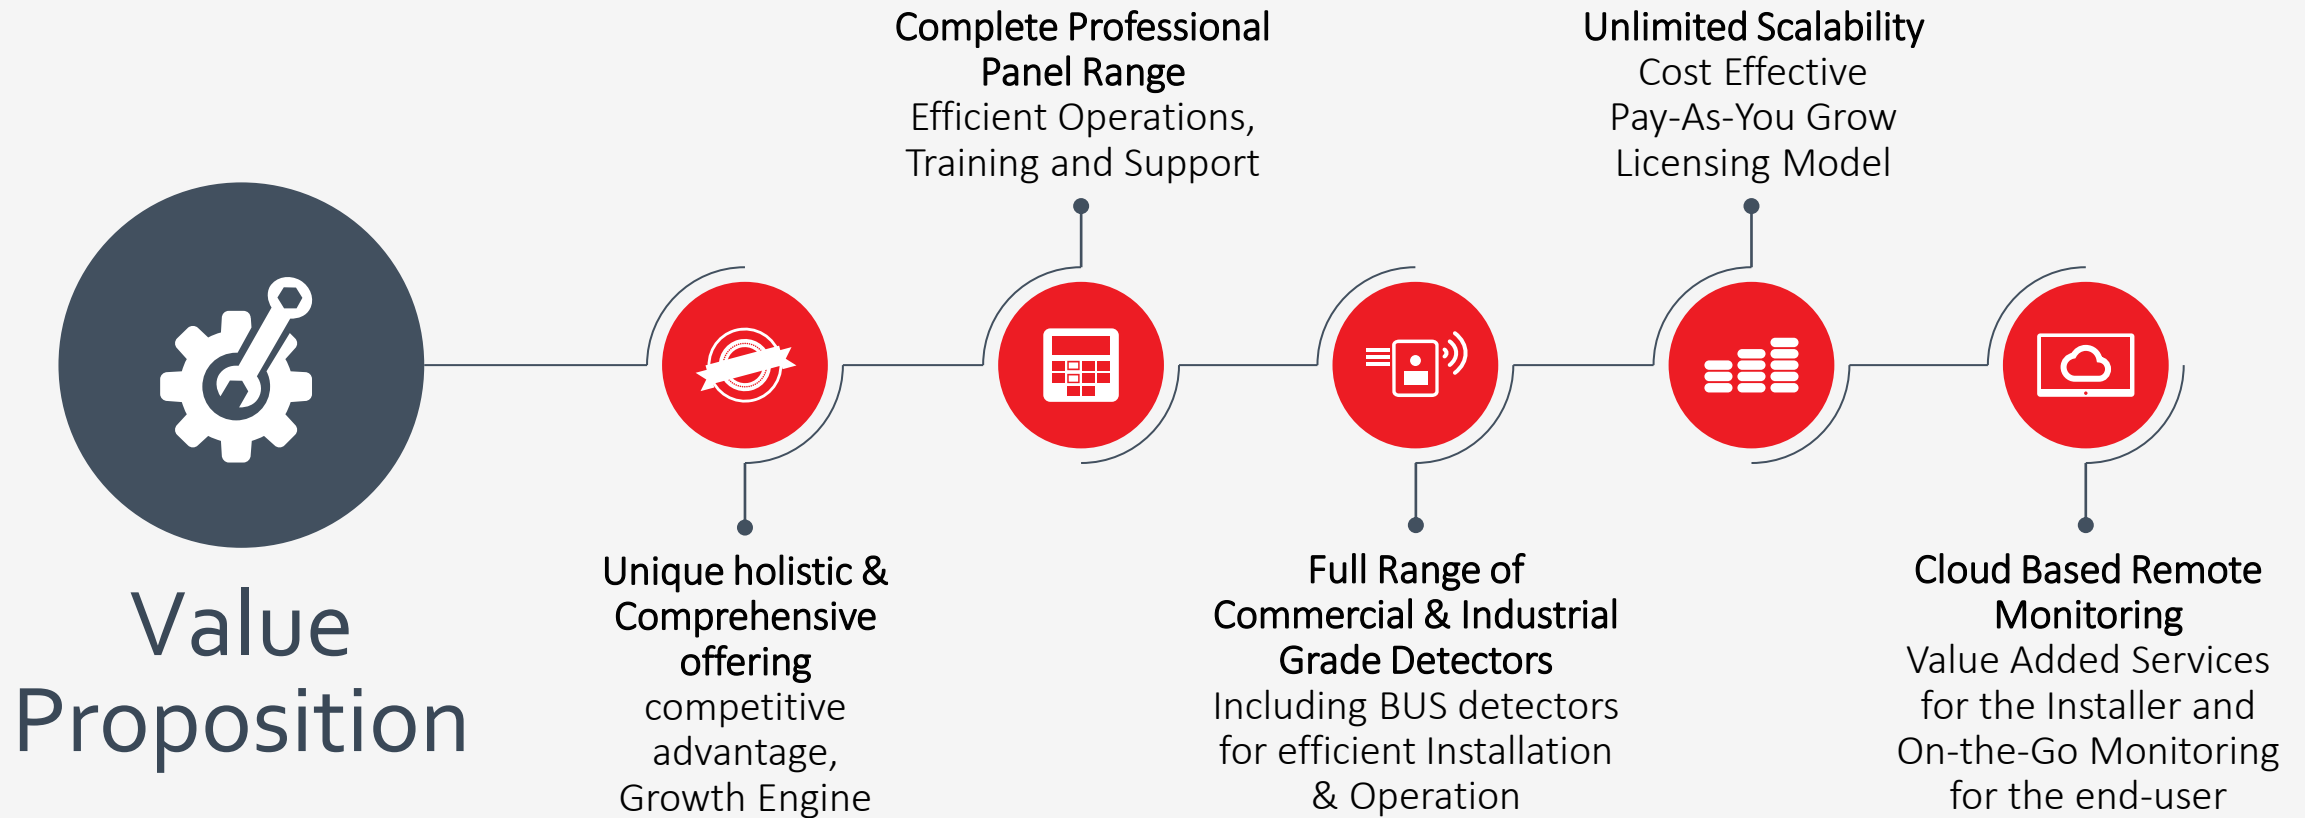 Value
Proposition
Unique holistic &
Comprehensive
offering
competitive
advantage,
Growth Engine
Complete Professional
Panel Range
Efficient Operations,
Training and Support
Full Range of
Commercial & Industrial
Grade Detectors
Including BUS detectors
for efficient Installation
& Operation
Unlimited Scalability
Cost Effective
Pay-As-You Grow
Licensing Model
Cloud Based Remote
Monitoring
Value Added Services
for the Installer and
On-the-Go Monitoring
for the end-user